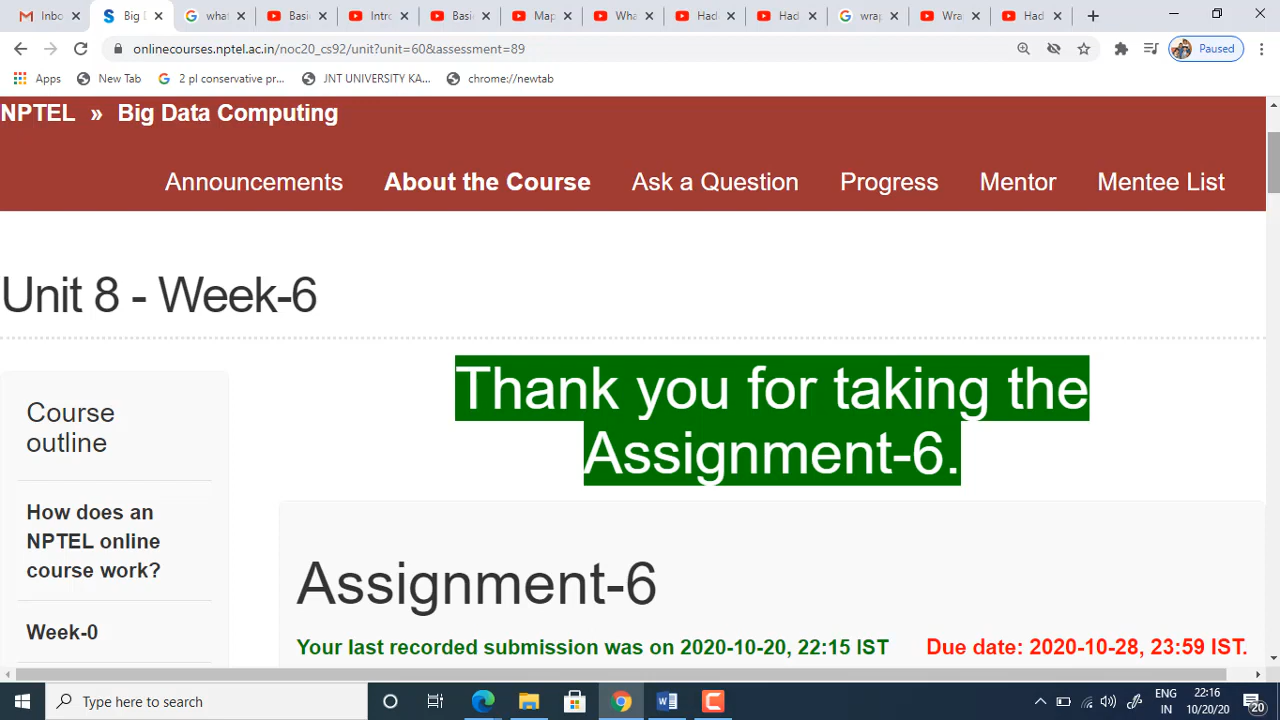 Inbo
Big D
what
Basic
Intro
Basic
Map
Wha
Had
Had
wrap
Wra
Had
onlinecourses.nptel.ac.in/noc20_cs92/unit?unit=60&assessment=89
Paused
Apps
New Tab
2 pl conservative pr...
JNT UNIVERSITY KA...
chrome://newtab
NPTEL » Big Data Computing
Announcements About the Course Ask a Question Progress Mentor Mentee List
Unit 8 - Week-6
Thank you for taking the
Assignment-6.
Course
outline
How does an
NPTEL online
course work?
Week-0
Assignment-6
Your last recorded submission was on 2020-10-20, 22:15 IST Due date: 2020-10-28, 23:59 IST.
Type here to search
ENG
IN
22:16
10/20/20
20